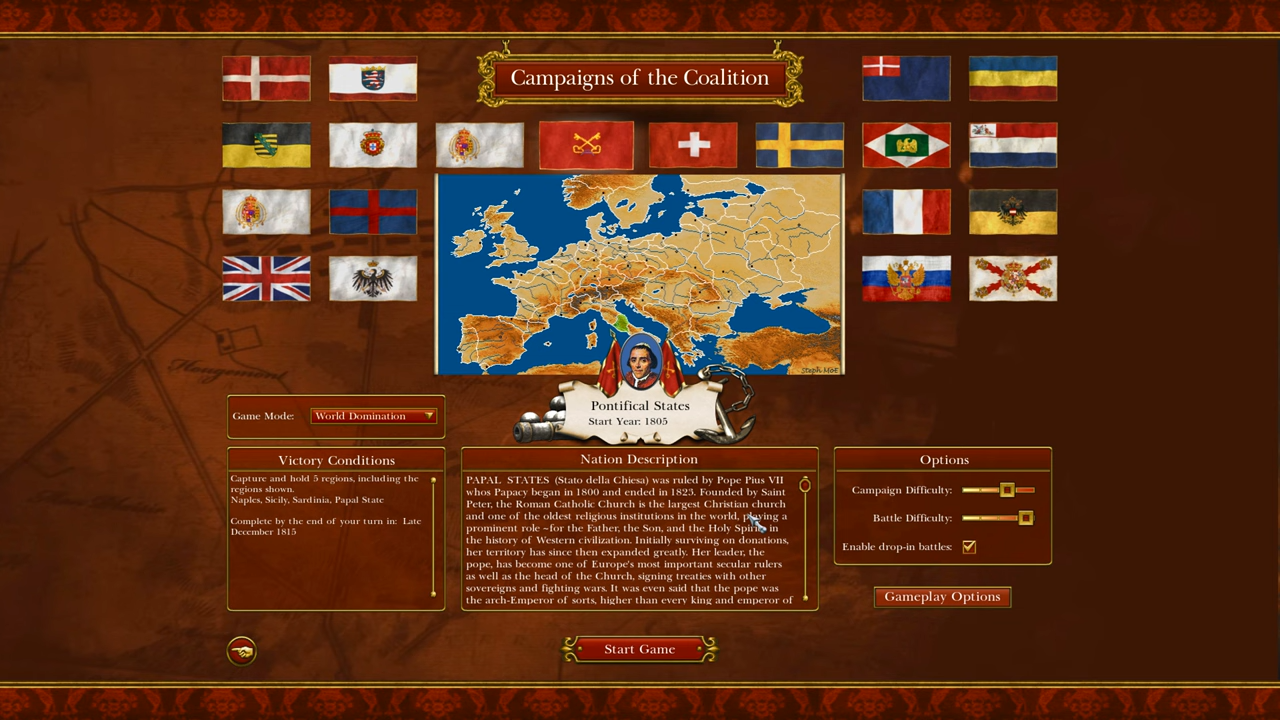 Campaigns of the Coalition
Steph MoE
Pontifical States
Start Year: 1805
Game Mode:
World Domination
Victory Conditions
Capture and hold 5 regions, including the
regions shown.
Naples, Sicily, Sardinia, Papal State
Complete by the end of your turn in: Late
December 1815
Nation Description
PAPAL STATES (Stato della Chiesa) was ruled by Pope Pius VII
whos Papacy began in 1800 and ended in 1823. Founded by Saint
Peter, the Roman Catholic Church is the largest Christian church
and one of the oldest religious institutions in the world, playing a
prominent role –for the Father, the Son, and the Holy Spirit– in
the history of Western civilization. Initially surviving on donations,
her territory has since then expanded greatly. Her leader, the
pope, has become one of Europe's most important secular rulers
as well as the head of the Church, signing treaties with other
sovereigns and fighting wars. It was even said that the pope was
the arch-Emperor of sorts, higher than every king and emperor of
Options
Campaign Difficulty:
Battle Difficulty:
Enable drop-in battles:
Gameplay Options
Start Game